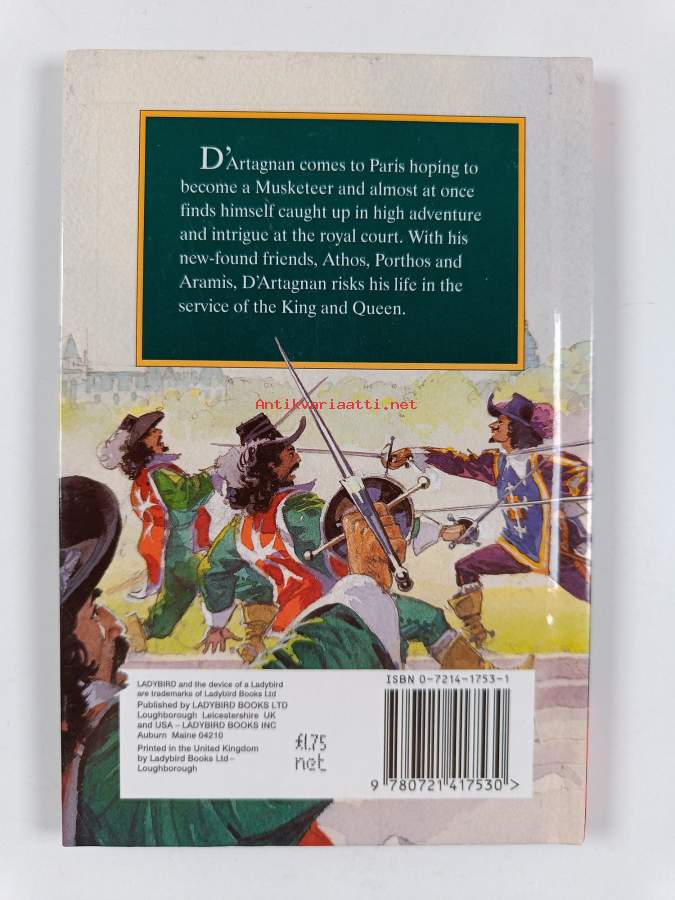 D'Artagnan comes to Paris hoping to
become a Musketeer and almost at once
finds himself caught up in high adventure
and intrigue at the royal court. With his
new-found friends, Athos, Porthos and
Aramis, D'Artagnan risks his life in the
service of the King and Queen.
Antikvariaatti.net
LADYBIRD and the device of a Ladybird
are trademarks of Ladybird Books Ltd
Published by LADYBIRD BOOKS LTD
Loughborough Leicestershire UK
and USA – LADYBIRD BOOKS INC
Auburn Maine 04210
Printed in the United Kingdom
by Ladybird Books Ltd –
Loughborough
£1.75
net
ISBN 0-7214-1753-1
9 780721 417530 >